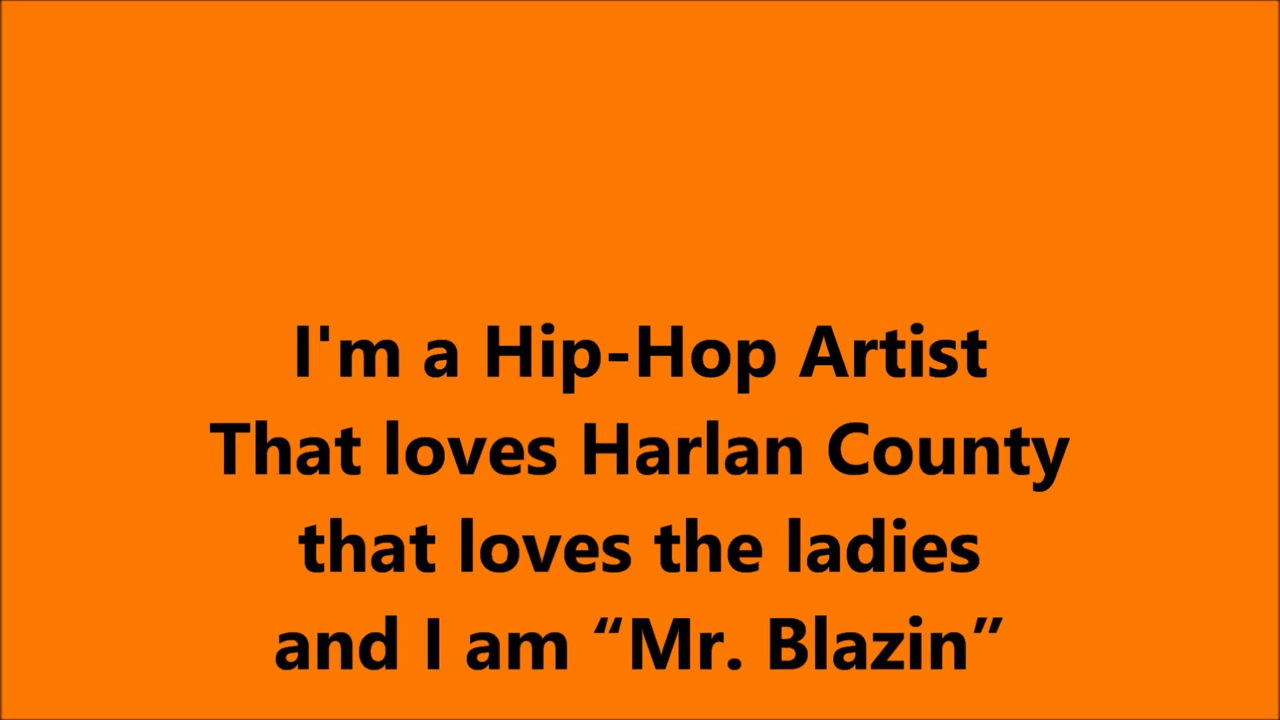 I'm a Hip-Hop Artist
That loves Harlan County
that loves the ladies
and I am “Mr. Blazin”